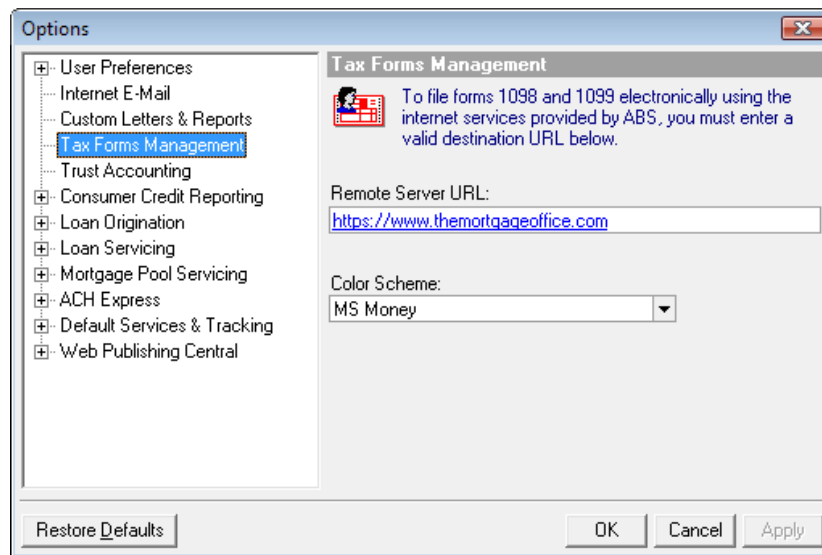 Options
User Preferences
Internet E-Mail
Custom Letters & Reports
Tax Forms Management
Trust Accounting
Consumer Credit Reporting
Loan Origination
Loan Servicing
Mortgage Pool Servicing
ACH Express
Default Services & Tracking
Web Publishing Central
Tax Forms Management
To file forms 1098 and 1099 electronically using the
internet services provided by ABS, you must enter a
valid destination URL below.
Remote Server URL:
https://www.themortgageoffice.com
Color Scheme:
MS Money
Restore Defaults
OK
Cancel
Apply